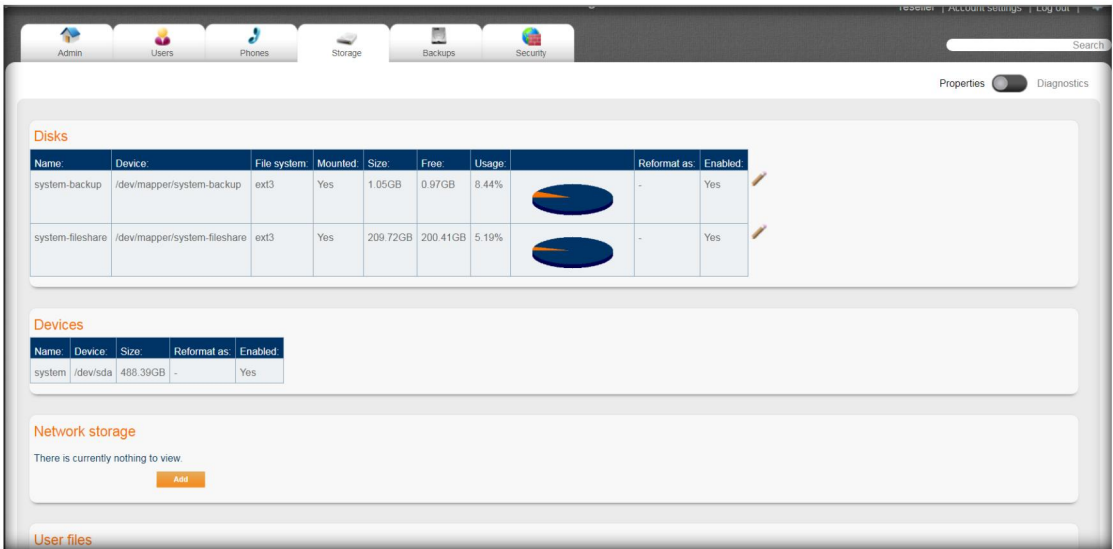 reseller | Account settings | Log out |
Admin Users Phones Storage Backups Security
Search
Properties Diagnostics
Disks
Name: Device: File system: Mounted: Size: Free: Usage: Reformat as: Enabled:
system-backup /dev/mapper/system-backup ext3 Yes 1.05GB 0.97GB 8.44% - Yes
system-fileshare /dev/mapper/system-fileshare ext3 Yes 209.72GB 200.41GB 5.19% - Yes
Devices
Name: Device: Size: Reformat as: Enabled:
system /dev/sda 488.39GB - Yes
Network storage
There is currently nothing to view.
Add
User files